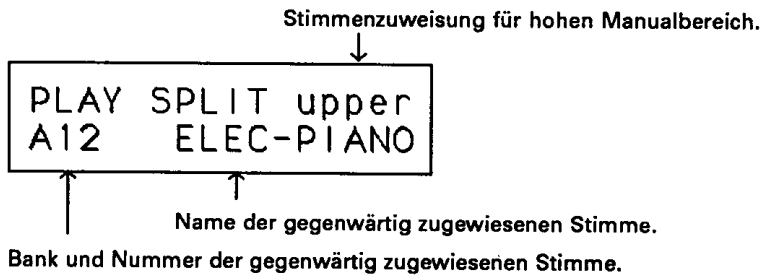 Stimmenzuweisung für hohen Manualbereich.
PLAY SPLIT upper
A12 ELEC-PIANO
Name der gegenwärtig zugewiesenen Stimme.
Bank und Nummer der gegenwärtig zugewiesenen Stimme.